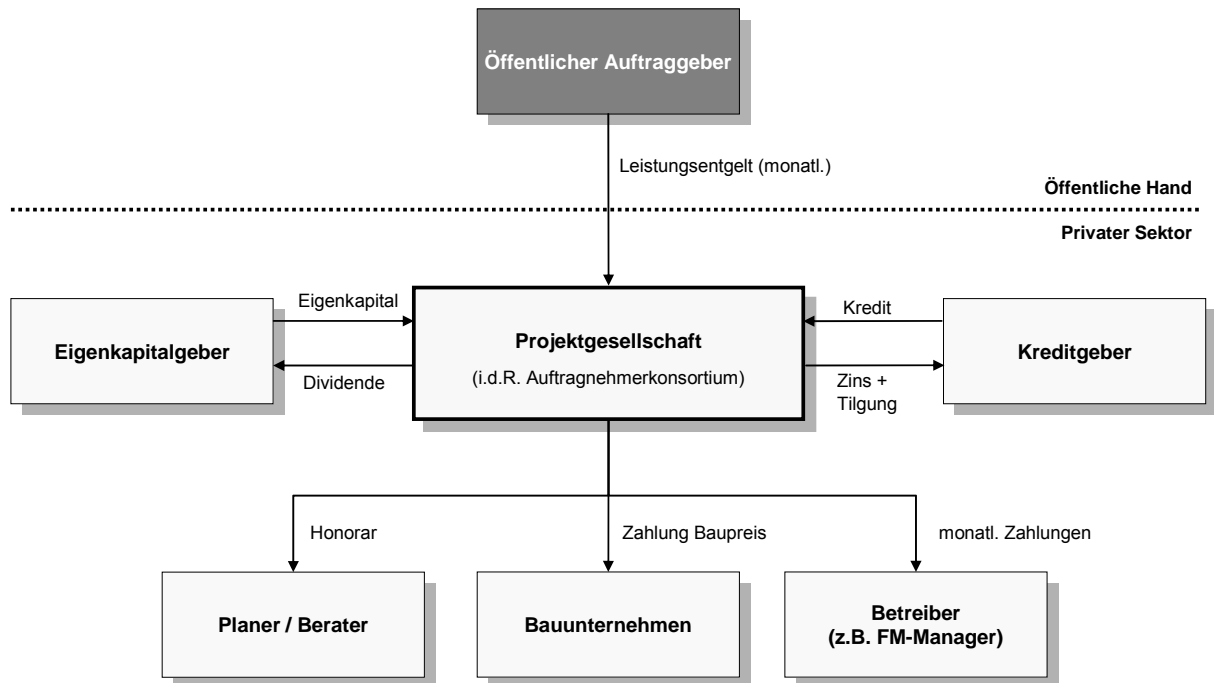 Öffentlicher Auftraggeber
Leistungsentgelt (monatl.)
Öffentliche Hand
Privater Sektor
Eigenkapitalgeber
Eigenkapital
Dividende
Projektgesellschaft
(i.d.R. Auftragnehmerkonsortium)
Kredit
Zins +
Tilgung
Kreditgeber
Honorar
Zahlung Baupreis
monatl. Zahlungen
Planer / Berater
Bauunternehmen
Betreiber
(z.B. FM-Manager)